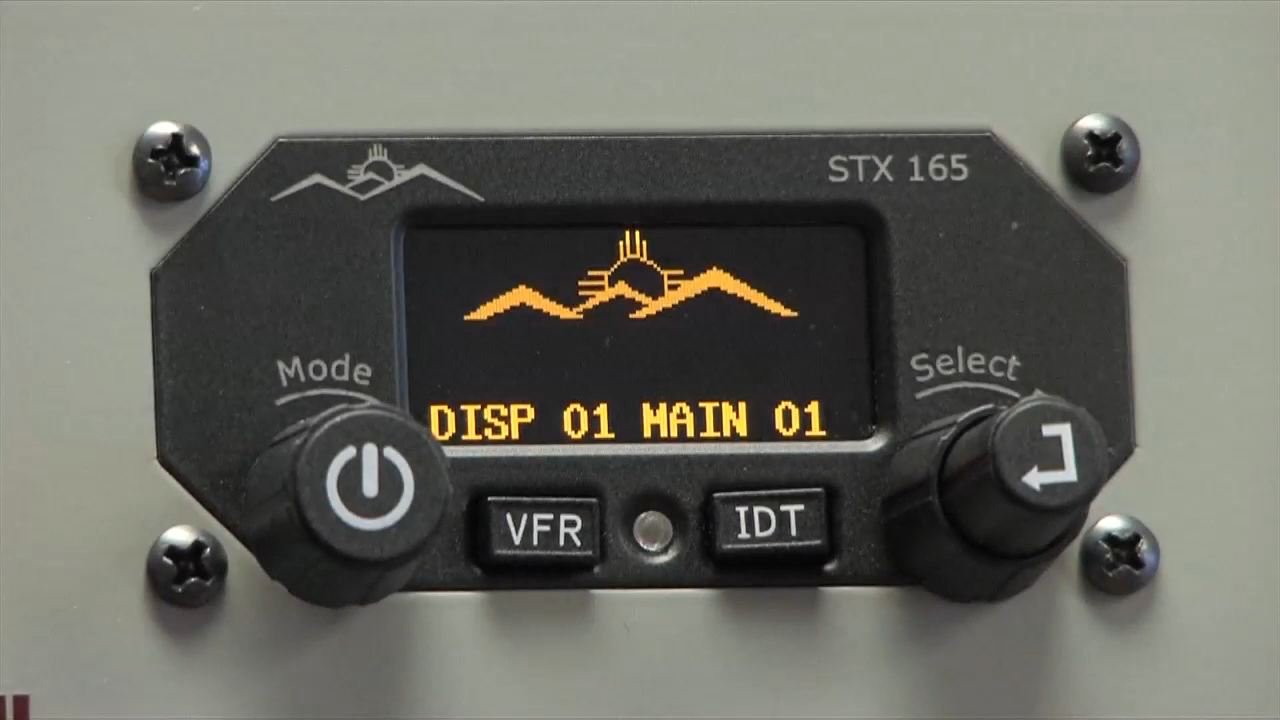 STX 165
Mode
Select
DISP 01 MAIN 01
VFR
IDT